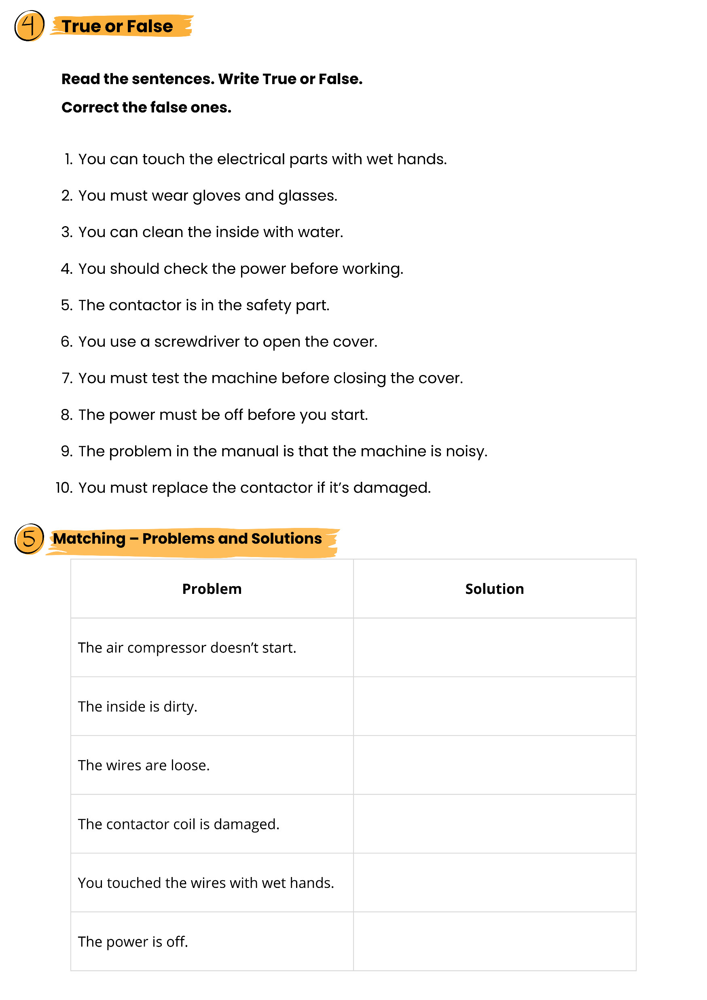 4 True or False
Read the sentences. Write True or False.
Correct the false ones.
1. You can touch the electrical parts with wet hands.
2. You must wear gloves and glasses.
3. You can clean the inside with water.
4. You should check the power before working.
5. The contactor is in the safety part.
6. You use a screwdriver to open the cover.
7. You must test the machine before closing the cover.
8. The power must be off before you start.
9. The problem in the manual is that the machine is noisy.
10. You must replace the contactor if it’s damaged.
5 Matching – Problems and Solutions
Problem Solution
The air compressor doesn’t start.
The inside is dirty.
The wires are loose.
The contactor coil is damaged.
You touched the wires with wet hands.
The power is off.